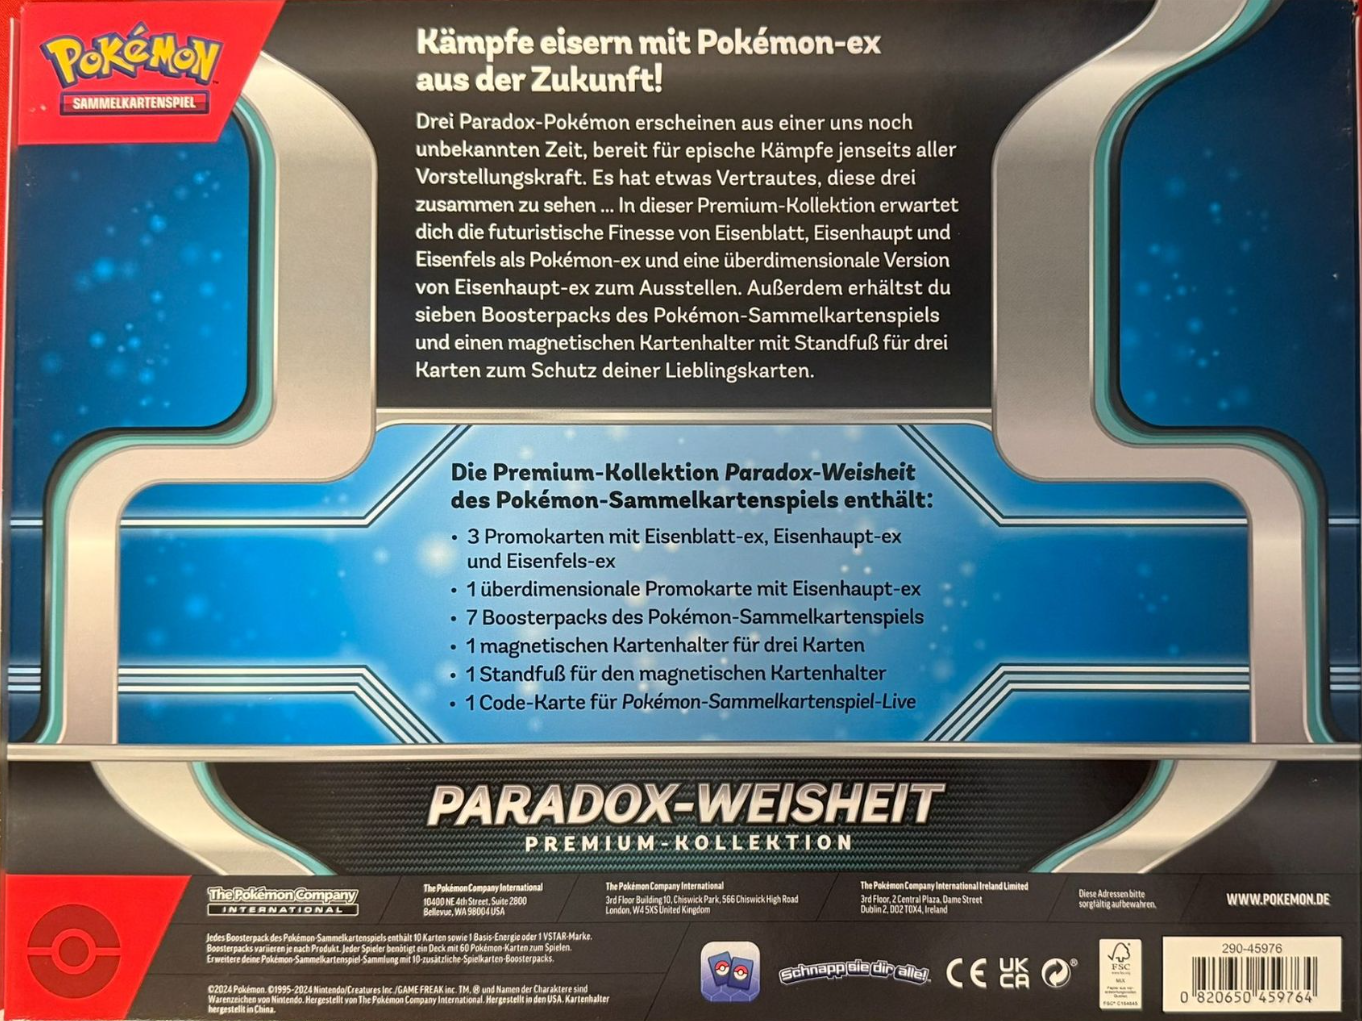 Pokémon
SAMMELKARTENSPIEL
Kämpfe eisern mit Pokémon-ex
aus der Zukunft!
Drei Paradox-Pokémon erscheinen aus einer uns noch
unbekannten Zeit, bereit für epische Kämpfe jenseits aller
Vorstellungskraft. Es hat etwas Vertrautes, diese drei
zusammen zu sehen ... In dieser Premium-Kollektion erwartet
dich die futuristische Finesse von Eisenblatt, Eisenhaupt und
Eisenfels als Pokémon-ex und eine überdimensionale Version
von Eisenhaupt-ex zum Ausstellen. Außerdem erhältst du
sieben Boosterpacks des Pokémon-Sammelkartenspiels
und einen magnetischen Kartenhalter mit Standfuß für drei
Karten zum Schutz deiner Lieblingskarten.
Die Premium-Kollektion Paradox-Weisheit
des Pokémon-Sammelkartenspiels enthält:
• 3 Promokarten mit Eisenblatt-ex, Eisenhaupt-ex
und Eisenfels-ex
• 1 überdimensionale Promokarte mit Eisenhaupt-ex
• 7 Boosterpacks des Pokémon-Sammelkartenspiels
• 1 magnetischen Kartenhalter für drei Karten
• 1 Standfuß für den magnetischen Kartenhalter
• 1 Code-Karte für Pokémon-Sammelkartenspiel-Live
PARADOX-WEISHEIT
PREMIUM-KOLLEKTION
The Pokémon Company
INTERNATIONAL
The Pokémon Company International
10400 NE 4th Street, Suite 2800
Bellevue, WA 98004 USA
The Pokémon Company International
3rd Floor Building 10, Chiswick Park, 566 Chiswick High Road
London, W4 5XS United Kingdom
The Pokémon Company International Ireland Limited
3rd Floor, 2 Central Plaza, Dame Street
Dublin 2, D02 T0X4, Ireland
Diese Adressen bitte
sorgfältig aufbewahren.
WWW.POKEMON.DE
Jedes Boosterpack des Pokémon-Sammelkartenspiels enthält 10 Karten sowie 1 Basis-Energie oder 1 VSTAR-Marke.
Boosterpacks variieren je nach Produkt. Jeder Spieler benötigt ein Deck mit 60 Pokémon-Karten zum Spielen.
Erweitere deine Pokémon-Sammelkartenspiel-Sammlung mit 10-zusätzliche-Spielkarten-Boosterpacks.
©2024 Pokémon. ©1995-2024 Nintendo/Creatures Inc./GAME FREAK inc. TM, ® und Namen der Charaktere sind
Warenzeichen von Nintendo. Hergestellt von The Pokémon Company International. Hergestellt in den USA. Kartenhalter
hergestellt in China.
Schnapp sie dir alle!
CE
UK
CA
®
FSC
MIX
290-45976
0 820650 459764